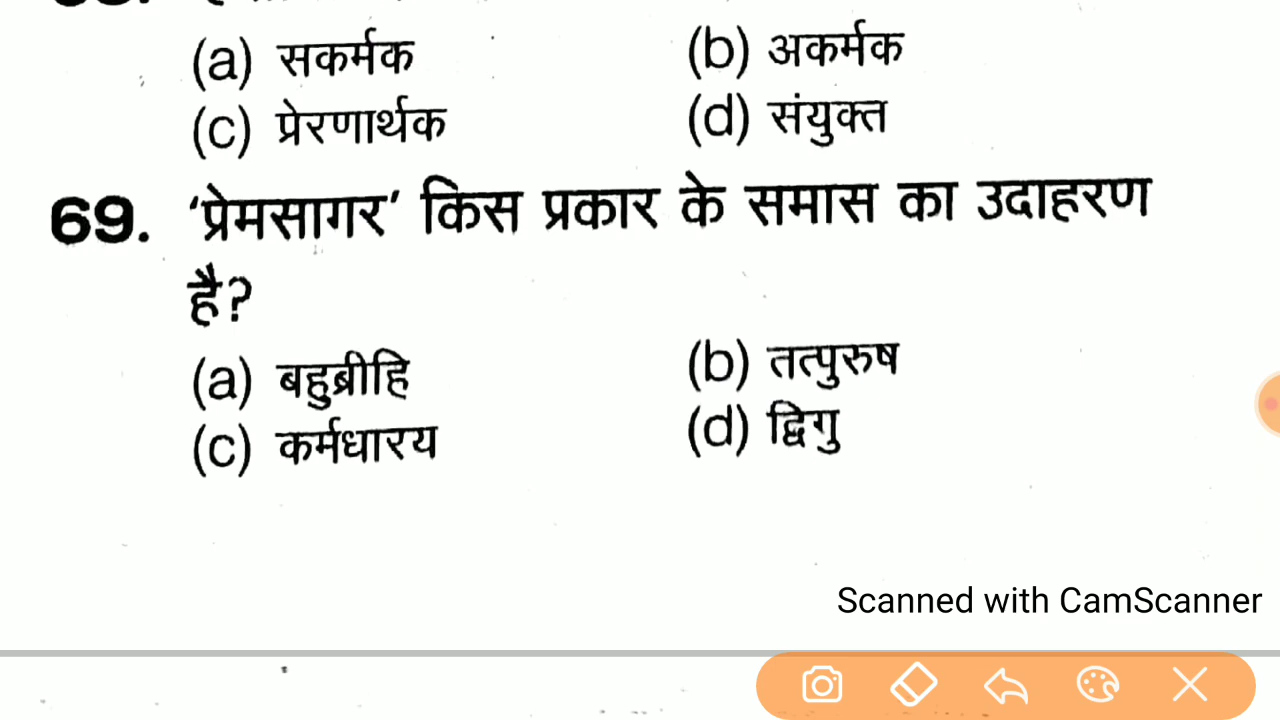 (a) सकर्मक (b) अकर्मक
(c) प्रेरणार्थक (d) संयुक्त
69. ‘प्रेमसागर’ किस प्रकार के समास का उदाहरण
है?
(a) बहुब्रीहि (b) तत्पुरुष
(c) कर्मधारय (d) द्विगु
Scanned with CamScanner